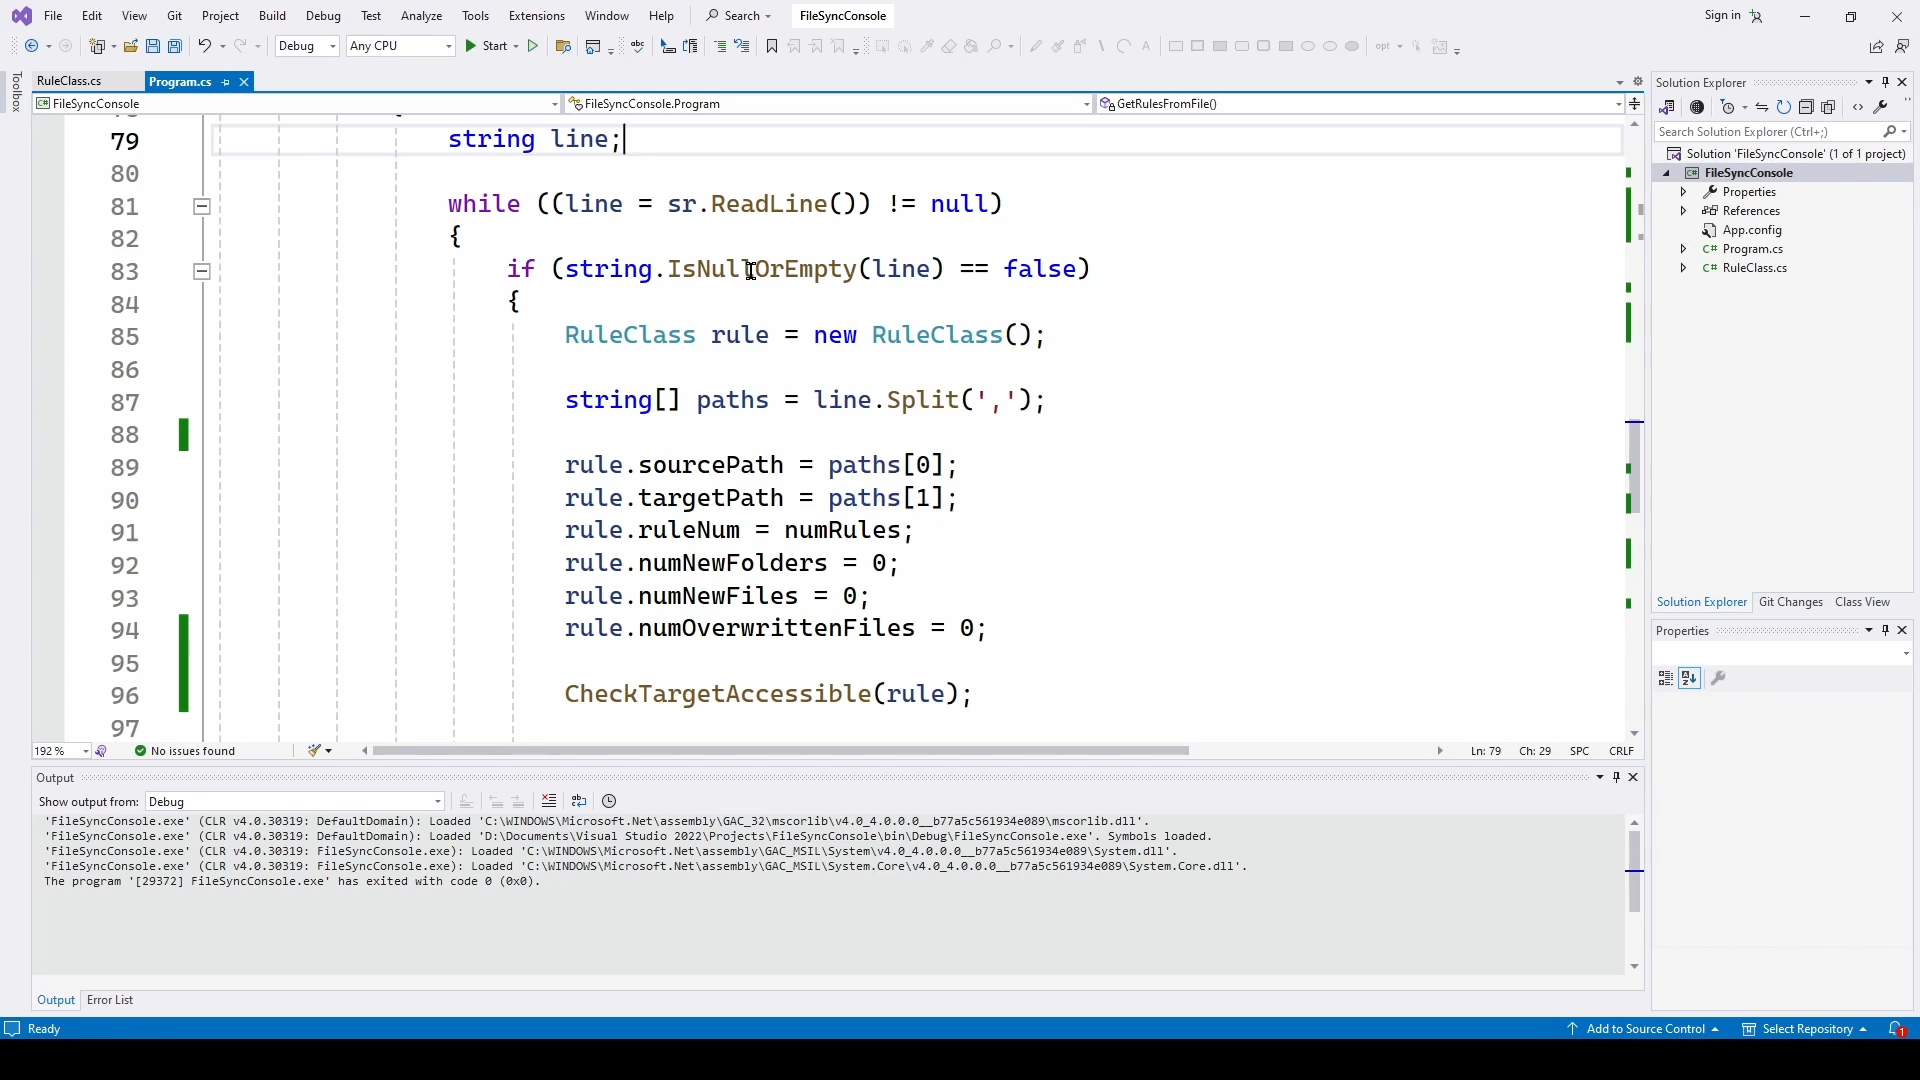 File Edit View Git Project Build Debug Test Analyze Tools Extensions Window Help Search FileSyncConsole Sign in
Debug Any CPU Start
Toolbox
RuleClass.cs Program.cs
FileSyncConsole FileSyncConsole.Program GetRulesFromFile()
79 string line;
80
81 while ((line = sr.ReadLine()) != null)
82 {
83 if (string.IsNullOrEmpty(line) == false)
84 {
85 RuleClass rule = new RuleClass();
86
87 string[] paths = line.Split(',');
88
89 rule.sourcePath = paths[0];
90 rule.targetPath = paths[1];
91 rule.ruleNum = numRules;
92 rule.numNewFolders = 0;
93 rule.numNewFiles = 0;
94 rule.numOverwrittenFiles = 0;
95
96 CheckTargetAccessible(rule);
97
192 % No issues found Ln: 79 Ch: 29 SPC CRLF
Output
Show output from: Debug
'FileSyncConsole.exe' (CLR v4.0.30319: DefaultDomain): Loaded 'C:\WINDOWS\Microsoft.Net\assembly\GAC_32\mscorlib\v4.0_4.0.0.0__b77a5c561934e089\mscorlib.dll'.
'FileSyncConsole.exe' (CLR v4.0.30319: DefaultDomain): Loaded 'D:\Documents\Visual Studio 2022\Projects\FileSyncConsole\bin\Debug\FileSyncConsole.exe'. Symbols loaded.
'FileSyncConsole.exe' (CLR v4.0.30319: FileSyncConsole.exe): Loaded 'C:\WINDOWS\Microsoft.Net\assembly\GAC_MSIL\System\v4.0_4.0.0.0__b77a5c561934e089\System.dll'.
'FileSyncConsole.exe' (CLR v4.0.30319: FileSyncConsole.exe): Loaded 'C:\WINDOWS\Microsoft.Net\assembly\GAC_MSIL\System.Core\v4.0_4.0.0.0__b77a5c561934e089\System.Core.dll'.
The program '[29372] FileSyncConsole.exe' has exited with code 0 (0x0).
Output Error List
Solution Explorer
Search Solution Explorer (Ctrl+;)
Solution 'FileSyncConsole' (1 of 1 project)
FileSyncConsole
Properties
References
App.config
C# Program.cs
C# RuleClass.cs
Solution Explorer Git Changes Class View
Properties
Ready Add to Source Control Select Repository 1